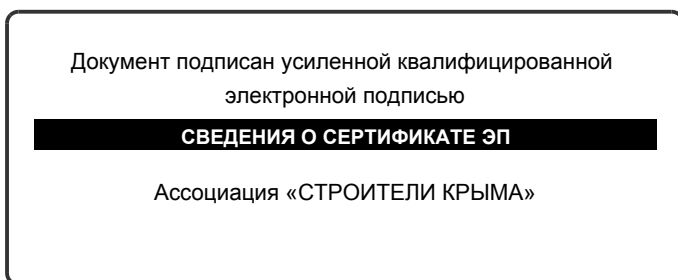 Документ подписан усиленной квалифицированной
электронной подписью
СВЕДЕНИЯ О СЕРТИФИКАТЕ ЭП
Ассоциация «СТРОИТЕЛИ КРЫМА»